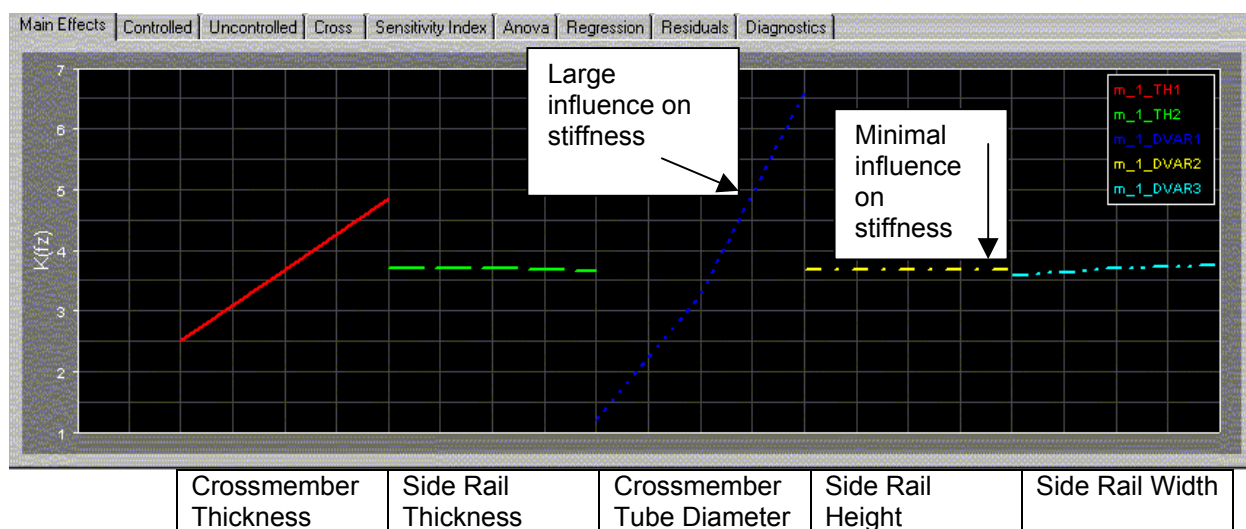 Main Effects Controlled Uncontrolled Cross Sensitivity Index Anova Regression Residuals Diagnostics
7
6
5
4
3
2
1
K(fz)
Large
influence on
stiffness
Minimal
influence
on
stiffness
m_1_TH1
m_1_TH2
m_1_DVAR1
m_1_DVAR2
m_1_DVAR3
Crossmember
Thickness
Side Rail
Thickness
Crossmember
Tube Diameter
Side Rail
Height
Side Rail Width